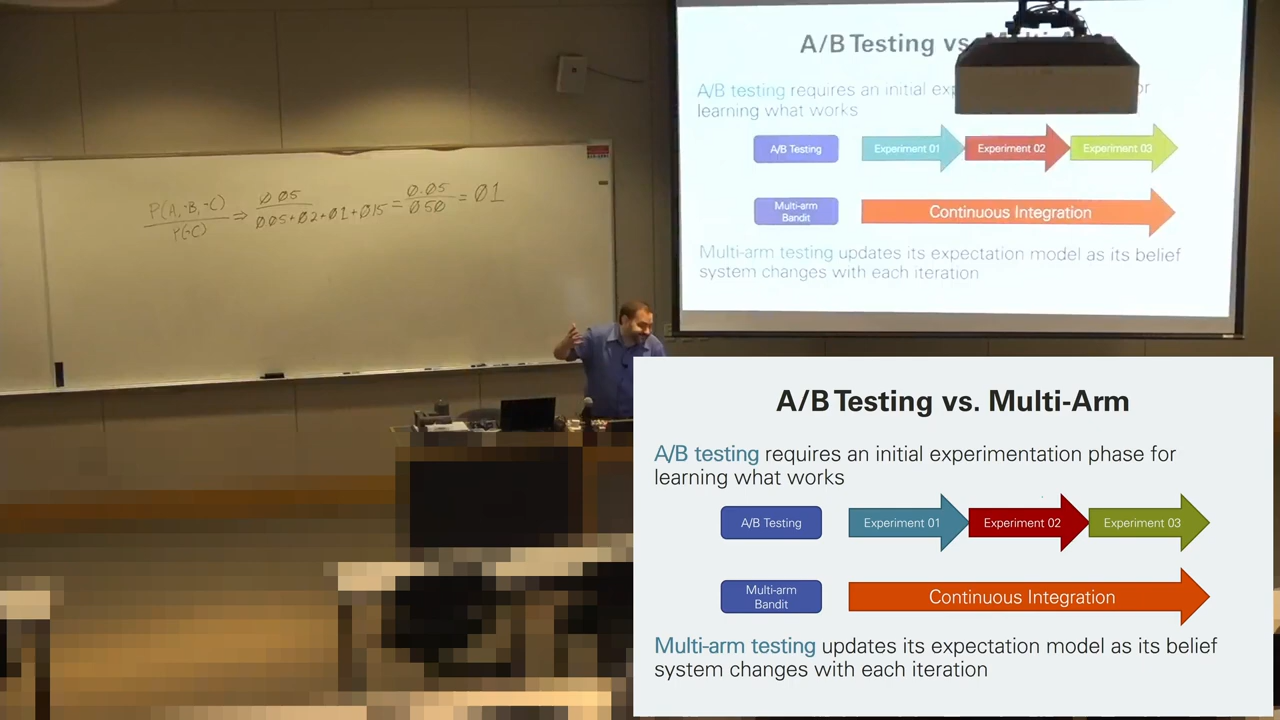 P(A,¬B,¬C)
P(¬C)
⇒ 0.05
0.05+0.2+0.1+0.15
= 0.05
0.50
= 0.1
A/B Testing vs.
A/B testing requires an initial
learning what works
A/B Testing
Experiment 01
Experiment 02
Experiment 03
Multi-arm
Bandit
Continuous Integration
Multi-arm testing updates its expectation model as its belief
system changes with each iteration
A/B Testing vs. Multi-Arm
A/B testing requires an initial experimentation phase for
learning what works
A/B Testing
Experiment 01
Experiment 02
Experiment 03
Multi-arm
Bandit
Continuous Integration
Multi-arm testing updates its expectation model as its belief
system changes with each iteration